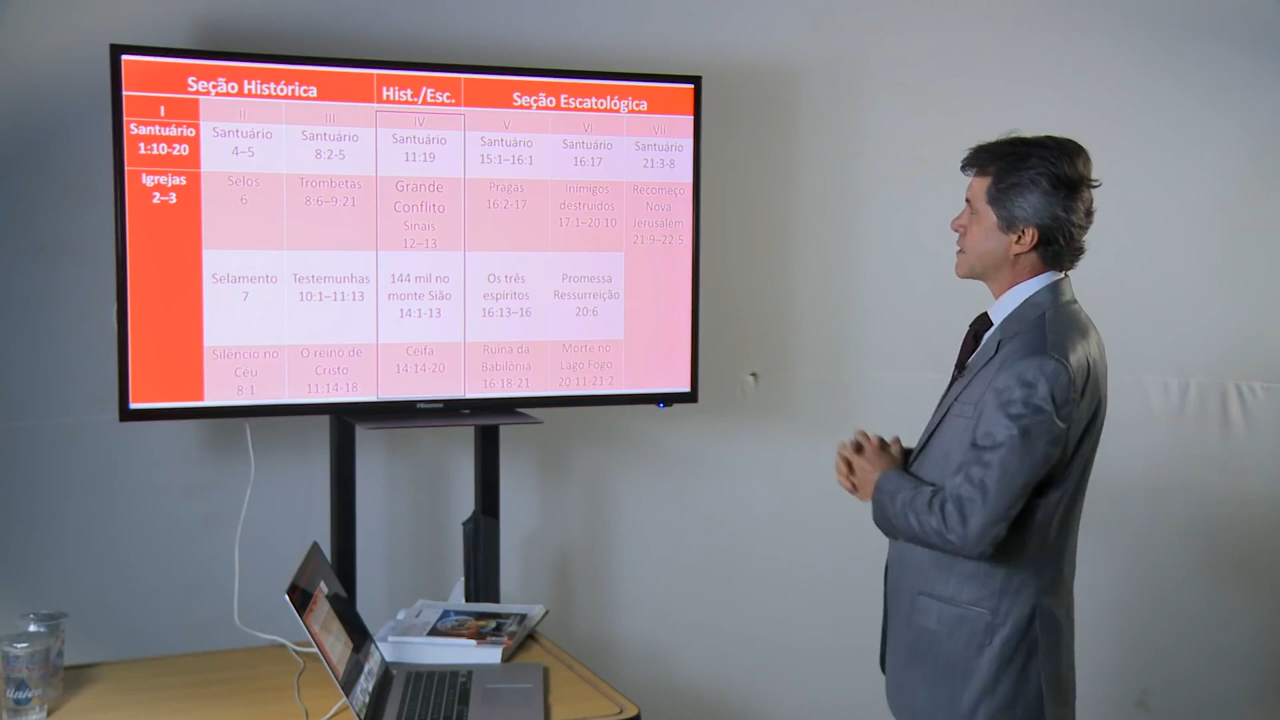 Seção Histórica
Hist./Esc.
Seção Escatológica
I
II
III
IV
V
VI
VII
Santuário
1:10-20
Santuário
4–5
Santuário
8:2-5
Santuário
11:19
Santuário
15:1–16:1
Santuário
16:17
Santuário
21:3-8
Igrejas
2–3
Selos
6
Trombetas
8:6–9:21
Grande
Conflito
Sinais
12–13
Pragas
16:2-17
Inimigos
destruidos
17:1–20:10
Recomeço
Nova
Jerusalém
21:9–22:5
Selamento
7
Testemunhas
10:1–11:13
144 mil no
monte Sião
14:1-13
Os três
espíritos
16:13–16
Promessa
Ressurreição
20:6
Silêncio no
Céu
8:1
O reino de
Cristo
11:14-18
Ceifa
14:14-20
Ruína da
Babilônia
16:18-21
Morte no
Lago Fogo
20:11-21:2
Hisense
Única